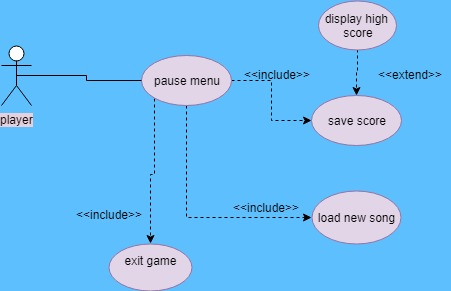 display high
score
pause menu
<<include>>
<<extend>>
player
save score
<<include>>
<<include>>
load new song
exit game